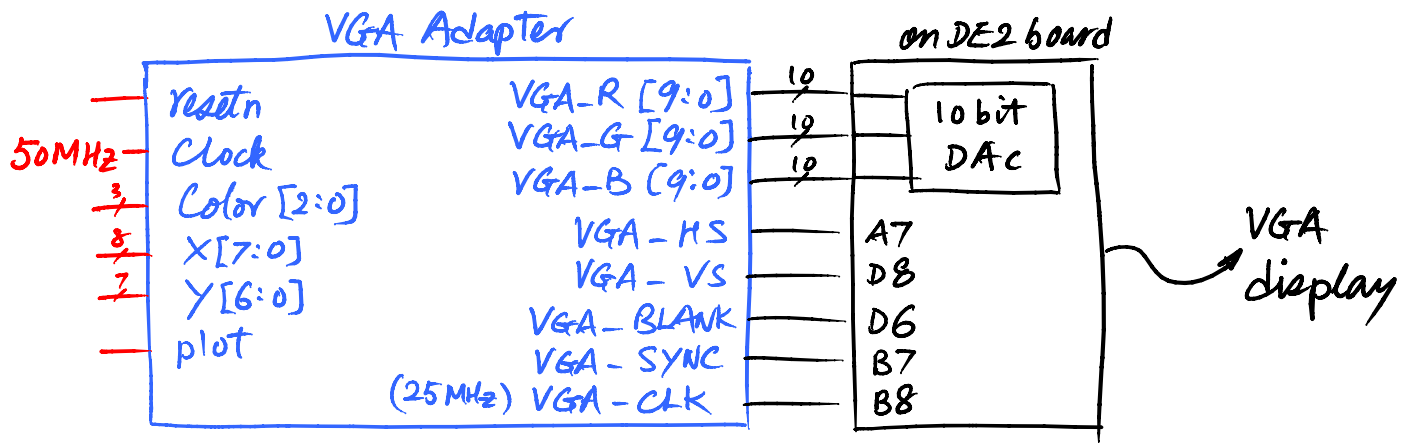 VGA Adapter
on DE2 board
resetn
50MHz
Clock
3
Color [2:0]
8
X[7:0]
7
Y[6:0]
plot
VGA_R [9:0]
10
VGA_G [9:0]
10
VGA_B [9:0]
10
VGA_HS
VGA_VS
VGA_BLANK
VGA_SYNC
(25MHz) VGA_CLK
10 bit
DAc
A7
D8
D6
B7
B8
VGA
display